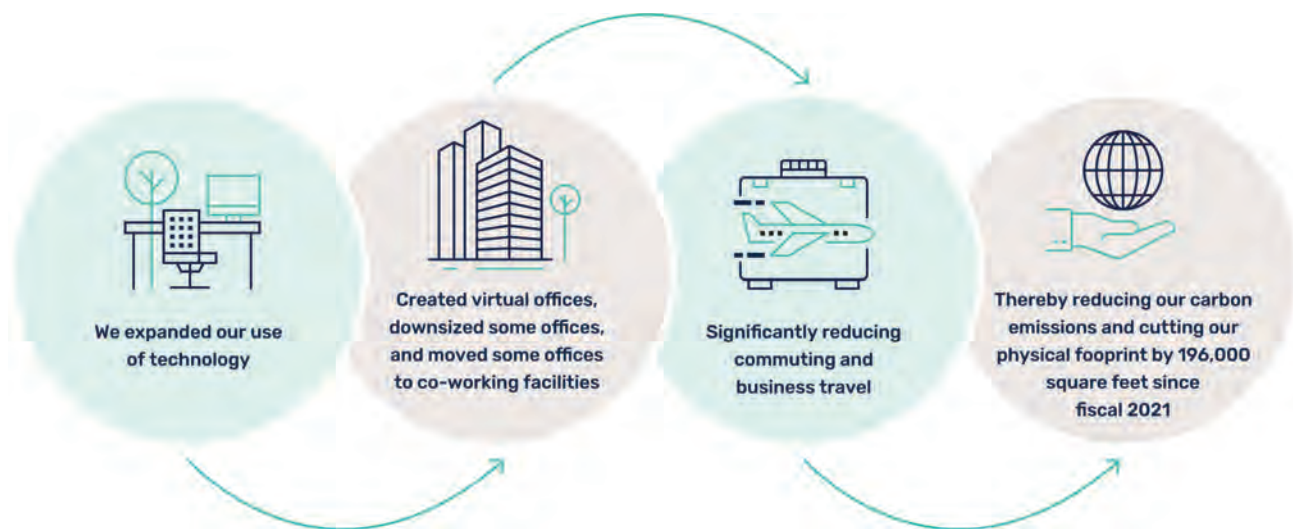 We expanded our use
of technology
Created virtual offices,
downsized some offices,
and moved some offices
to co-working facilities
Significantly reducing
commuting and
business travel
Thereby reducing our carbon
emissions and cutting our
physical fooprint by 196,000
square feet since
fiscal 2021